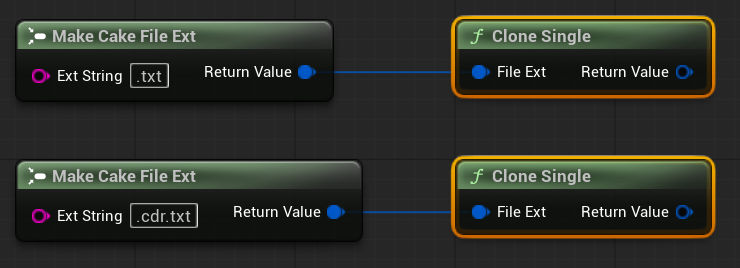 Make Cake File Ext
Ext String .txt Return Value
f Clone Single
File Ext Return Value
Make Cake File Ext
Ext String .cdr.txt Return Value
f Clone Single
File Ext Return Value